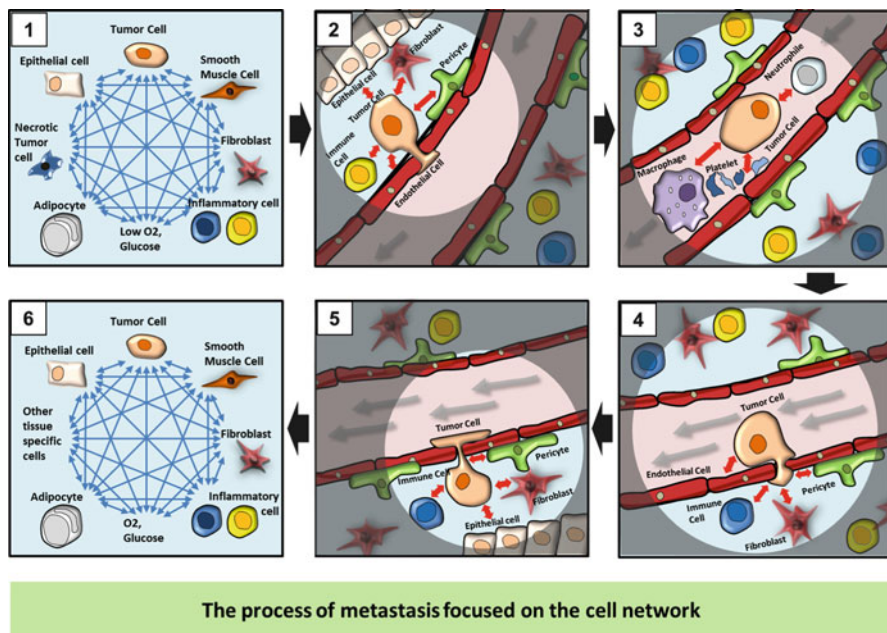 1
Tumor Cell
Epithelial cell
Smooth
Muscle Cell
Necrotic
Tumor
cell
Fibroblast
Adipocyte
Low O2,
Glucose
Inflammatory cell
2
Epithelial cell
Fibroblast
Pericyte
Tumor Cell
Immune
Cell
Endothelial Cell
3
Neutrophile
Tumor Cell
Macrophage
Platelet
6
Tumor Cell
Epithelial cell
Smooth
Muscle Cell
Other
tissue
specific
cells
Fibroblast
Adipocyte
O2,
Glucose
Inflammatory
cell
5
Tumor Cell
Immune Cell
Pericyte
Fibroblast
Epithelial cell
4
Tumor Cell
Endothelial Cell
Immune
Cell
Pericyte
Fibroblast
The process of metastasis focused on the cell network